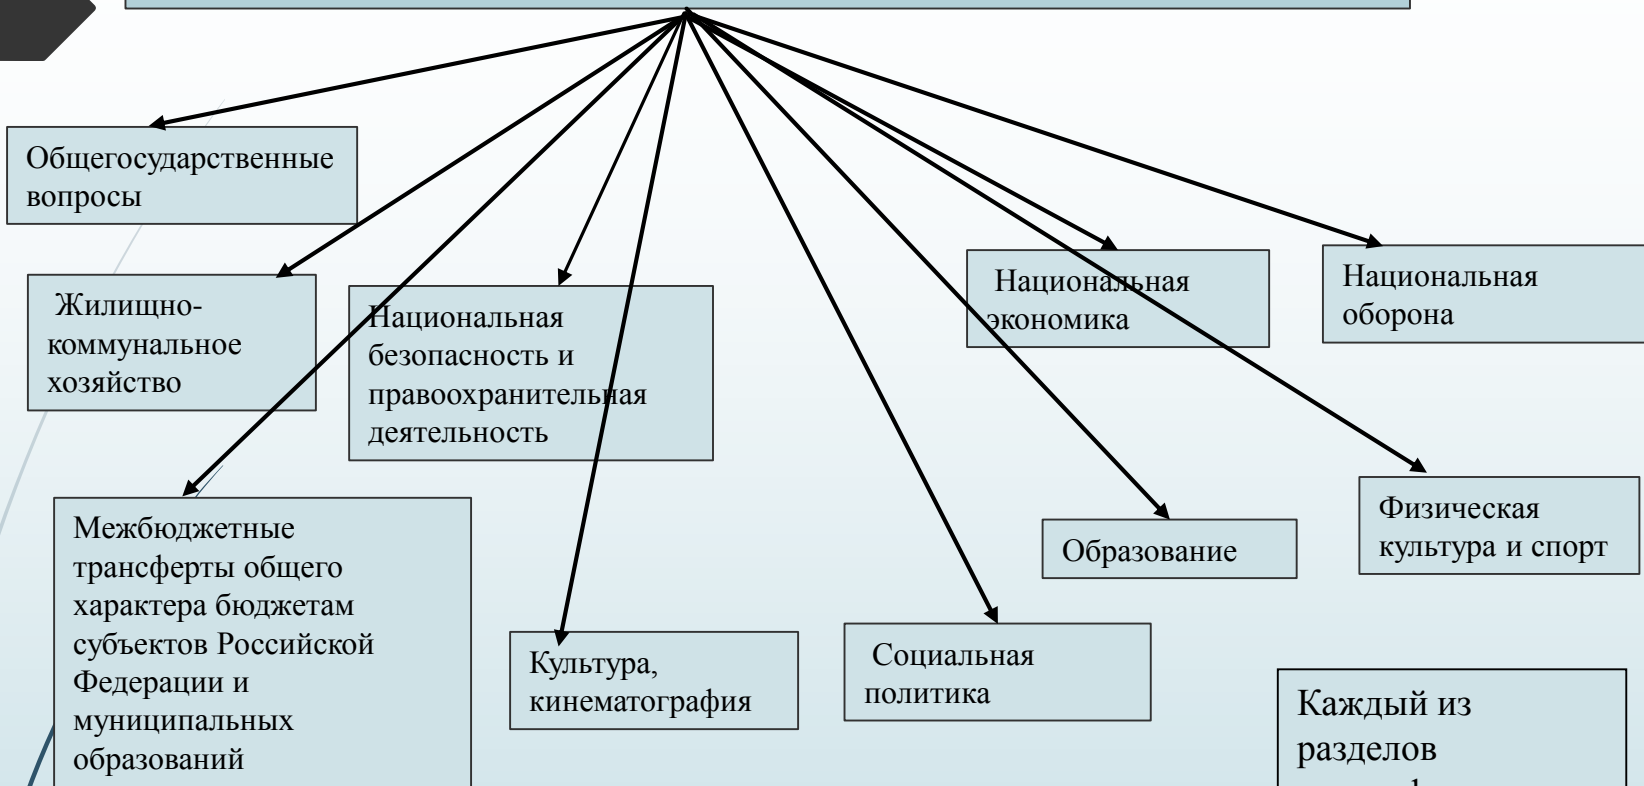 Общегосударственные
вопросы
Жилищно-
коммунальное
хозяйство
Национальная
безопасность и
правоохранительная
деятельность
Национальная
экономика
Национальная
оборона
Межбюджетные
трансферты общего
характера бюджетам
субъектов Российской
Федерации и
муниципальных
образований
Культура,
кинематография
Социальная
политика
Образование
Физическая
культура и спорт
Каждый из
разделов